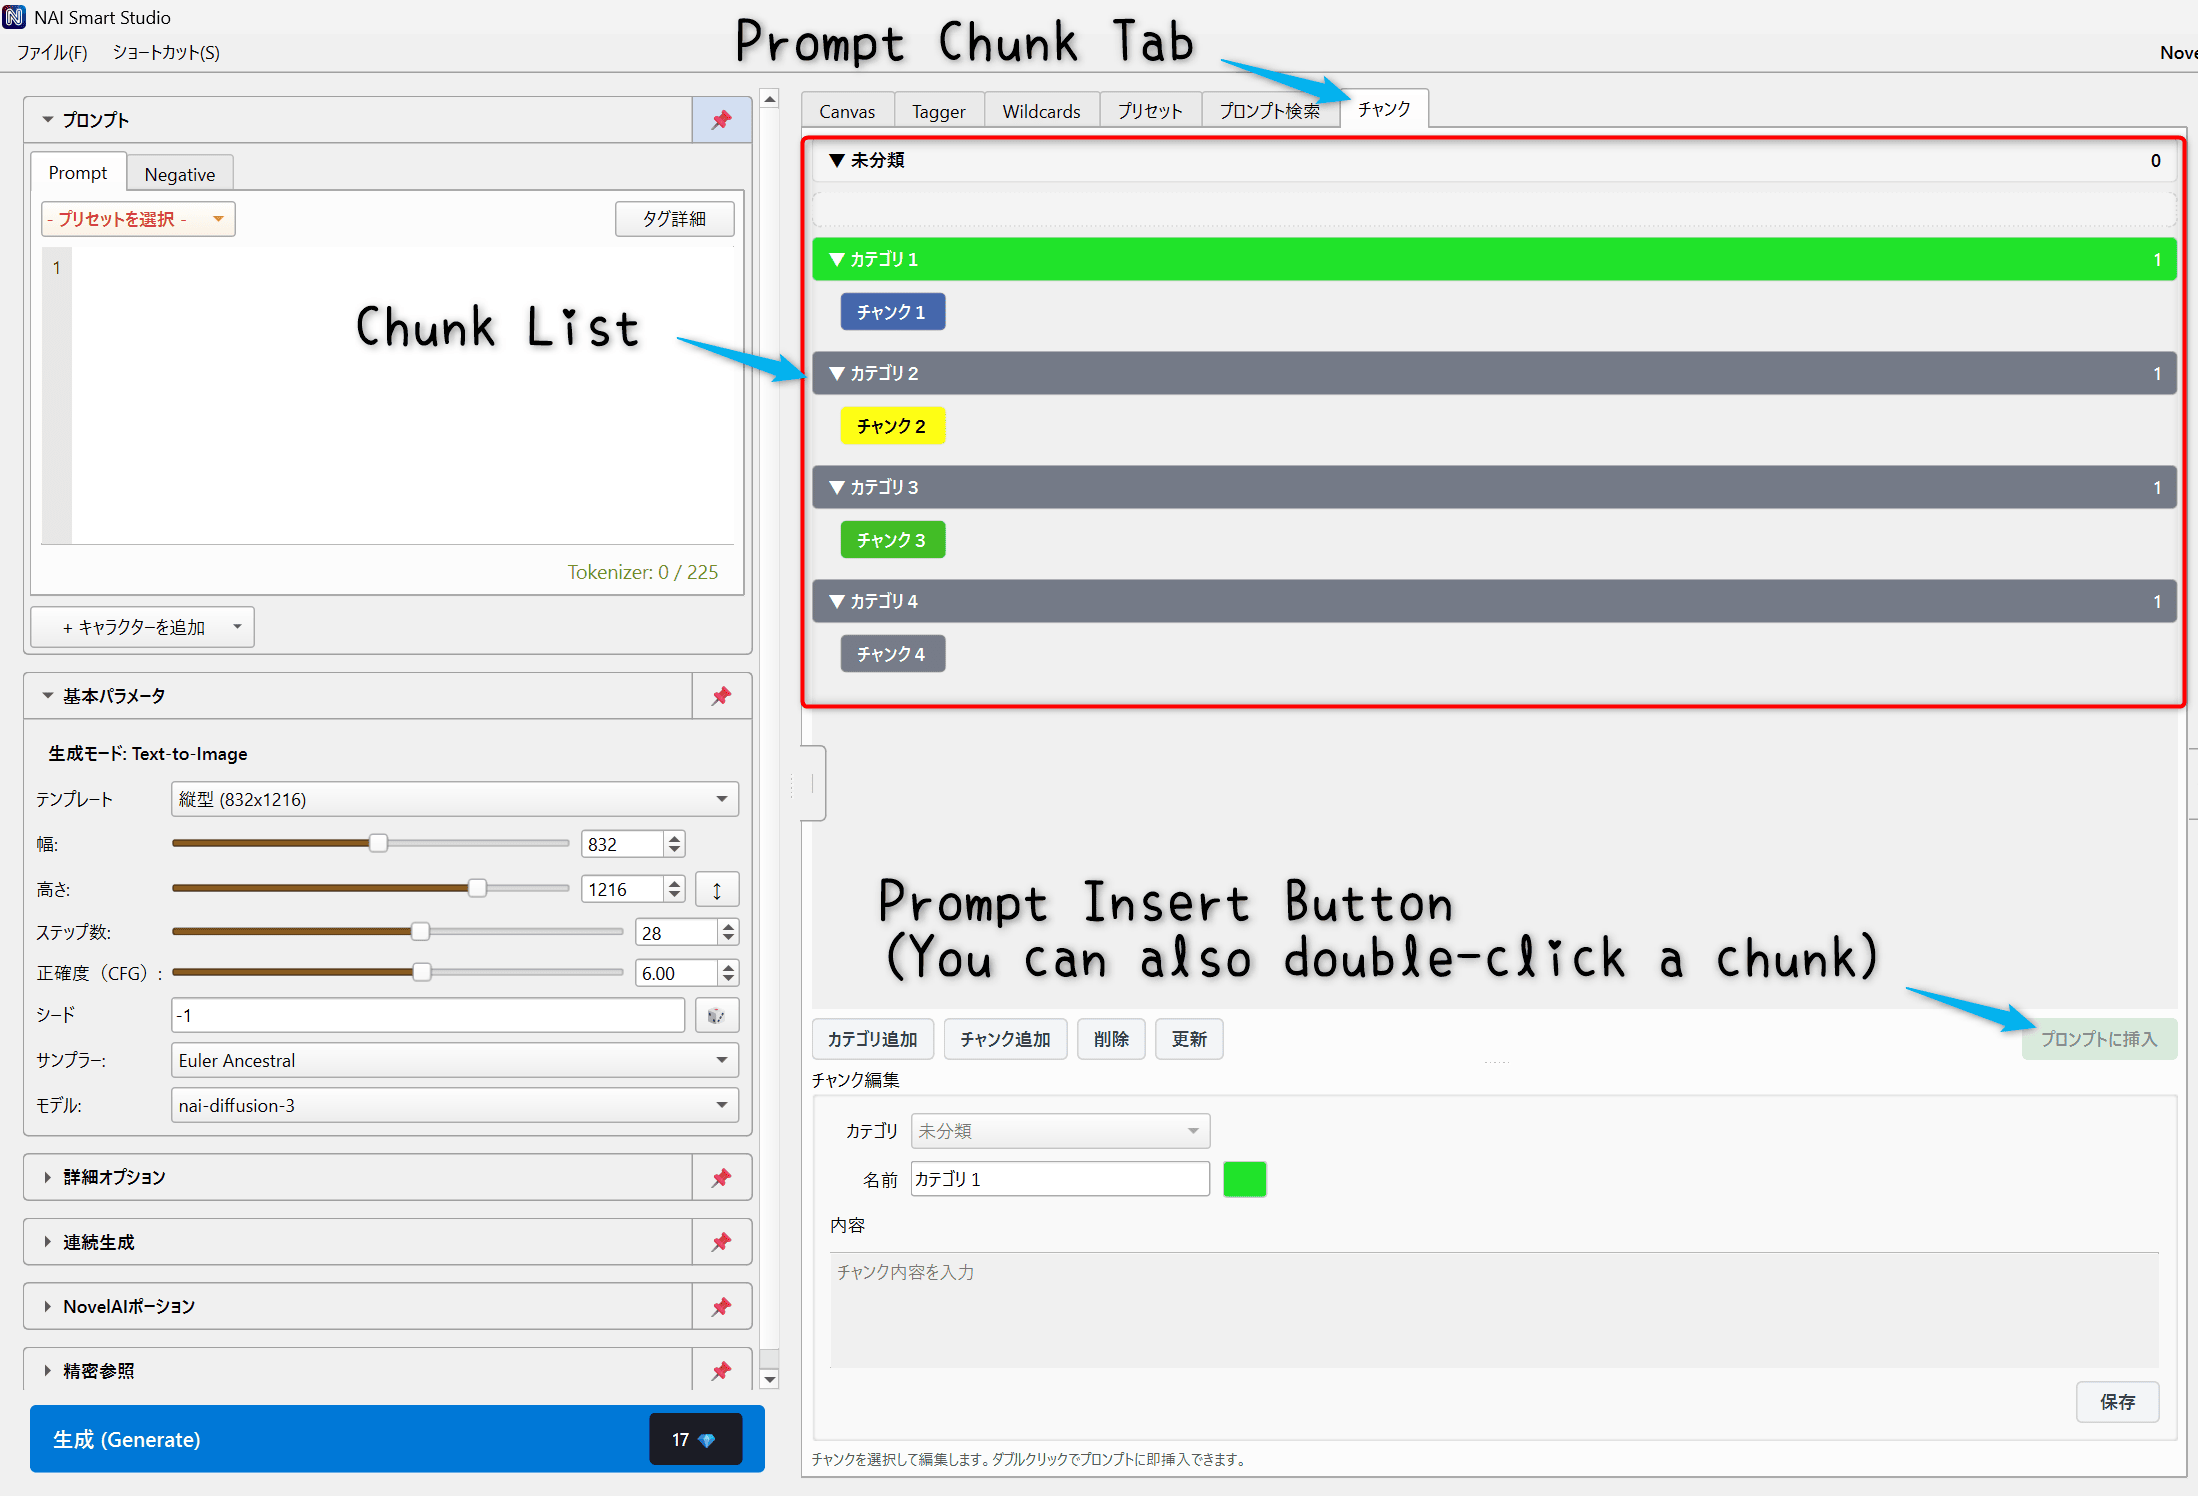 NAI Smart Studio
ファイル(F) ショートカット(S)
Prompt Chunk Tab
Nove
プロンプト
Prompt Negative
- プリセットを選択 -
タグ詳細
1
Chunk List
Tokenizer: 0 / 225
+ キャラクターを追加
基本パラメータ
生成モード: Text-to-Image
テンプレート 縦型 (832x1216)
幅: 832
高さ: 1216 ↕
ステップ数: 28
正確度（CFG）: 6.00
シード -1
サンプラー: Euler Ancestral
モデル: nai-diffusion-3
詳細オプション
連続生成
NovelAIポーション
精密参照
生成 (Generate) 17
Canvas Tagger Wildcards プリセット プロンプト検索 チャンク
▼ 未分類 0
▼ カテゴリ 1 1
チャンク 1
▼ カテゴリ 2 1
チャンク 2
▼ カテゴリ 3 1
チャンク 3
▼ カテゴリ 4 1
チャンク 4
Prompt Insert Button
(You can also double-click a chunk)
カテゴリ追加 チャンク追加 削除 更新 プロンプトに挿入
チャンク編集
カテゴリ 未分類
名前 カテゴリ 1
内容
チャンク内容を入力
保存
チャンクを選択して編集します。ダブルクリックでプロンプトに即挿入できます。